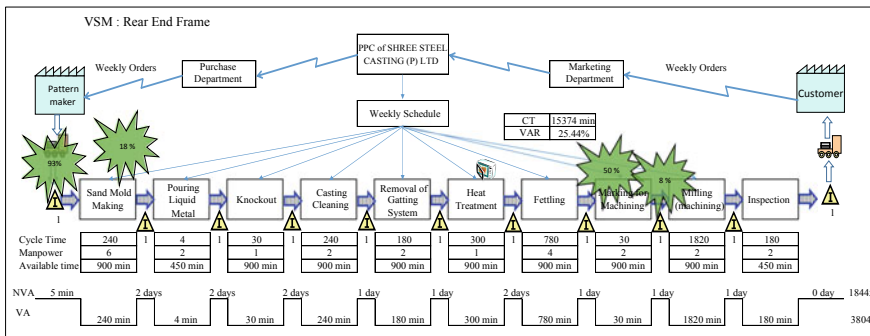 VSM : Rear End Frame
PPC of SHREE STEEL
CASTING (P) LTD
Purchase
Department
Marketing
Department
Weekly Orders
Weekly Orders
Pattern
maker
Customer
Weekly Schedule
CT 15374 min
VAR 25.44%
93%
18 %
50 %
8 %
Sand Mold
Making
Pouring
Liquid
Metal
Knockout
Casting
Cleaning
Removal of
Gatting
System
Heat
Treatment
Fettling
Marking for
Machining
Milling
(machining)
Inspection
I I I I I I I I I I I
1 1
Cycle Time 240 1 4 1 30 1 240 1 180 1 300 1 780 1 30 1 1820 1 180
Manpower 6 2 1 2 2 1 4 2 2 2
Available time 900 min 450 min 900 min 900 min 900 min 900 min 900 min 900 min 900 min 450 min
NVA 5 min 2 days 2 days 2 days 1 day 1 day 2 days 1 day 1 day 1 day 0 day
VA 240 min 4 min 30 min 240 min 180 min 300 min 780 min 30 min 1820 min 180 min 3804